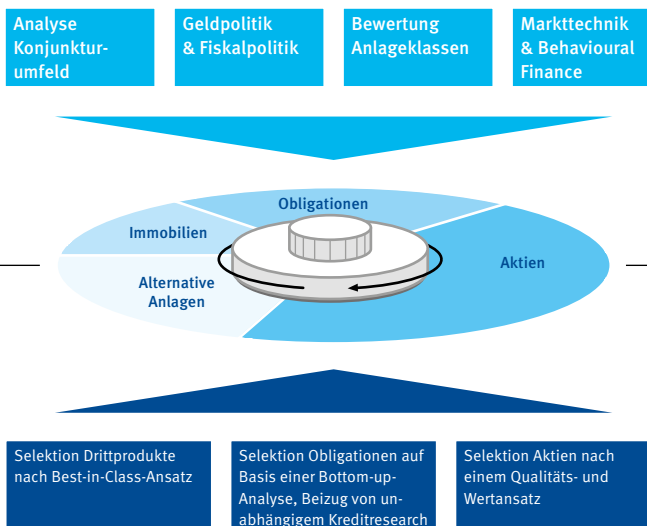 Analyse
Konjunktur-
umfeld
Geldpolitik
& Fiskalpolitik
Bewertung
Anlageklassen
Markttechnik
& Behavioural
Finance
Obligationen
Immobilien
Aktien
Alternative
Anlagen
Selektion Drittprodukte
nach Best-in-Class-Ansatz
Selektion Obligationen auf
Basis einer Bottom-up-
Analyse, Beizug von un-
abhängigem Kreditresearch
Selektion Aktien nach
einem Qualitäts- und
Wertansatz